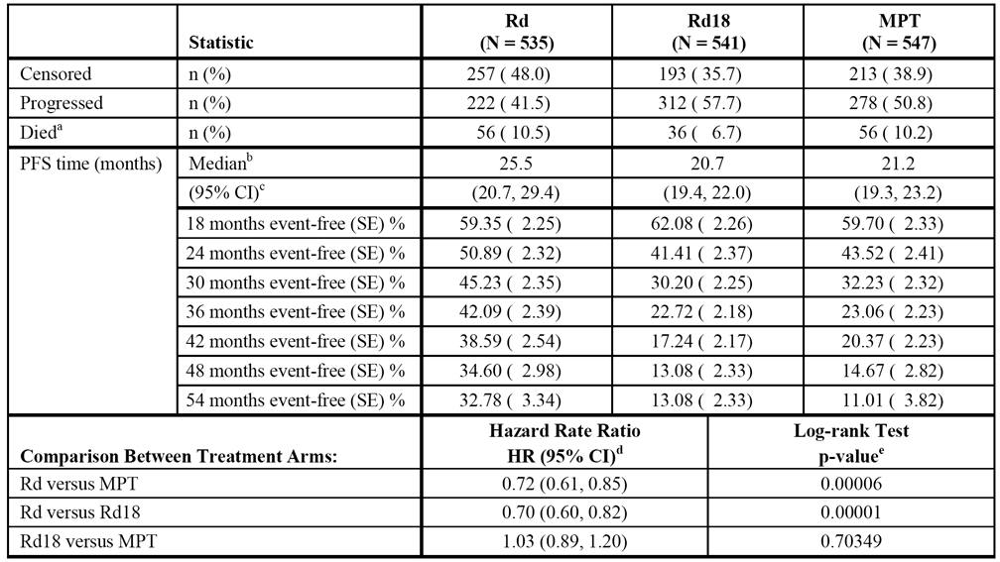 Statistic Rd (N = 535) Rd18 (N = 541) MPT (N = 547)
Censored n (%) 257 ( 48.0) 193 ( 35.7) 213 ( 38.9)
Progressed n (%) 222 ( 41.5) 312 ( 57.7) 278 ( 50.8)
Diedᵃ n (%) 56 ( 10.5) 36 ( 6.7) 56 ( 10.2)
PFS time (months) Medianᵇ 25.5 20.7 21.2
(95% CI)ᶜ (20.7, 29.4) (19.4, 22.0) (19.3, 23.2)
18 months event-free (SE) % 59.35 ( 2.25) 62.08 ( 2.26) 59.70 ( 2.33)
24 months event-free (SE) % 50.89 ( 2.32) 41.41 ( 2.37) 43.52 ( 2.41)
30 months event-free (SE) % 45.23 ( 2.35) 30.20 ( 2.25) 32.23 ( 2.32)
36 months event-free (SE) % 42.09 ( 2.39) 22.72 ( 2.18) 23.06 ( 2.23)
42 months event-free (SE) % 38.59 ( 2.54) 17.24 ( 2.17) 20.37 ( 2.23)
48 months event-free (SE) % 34.60 ( 2.98) 13.08 ( 2.33) 14.67 ( 2.82)
54 months event-free (SE) % 32.78 ( 3.34) 13.08 ( 2.33) 11.01 ( 3.82)
Comparison Between Treatment Arms: Hazard Rate Ratio HR (95% CI)ᵈ Log-rank Test p-valueᵉ
Rd versus MPT 0.72 (0.61, 0.85) 0.00006
Rd versus Rd18 0.70 (0.60, 0.82) 0.00001
Rd18 versus MPT 1.03 (0.89, 1.20) 0.70349